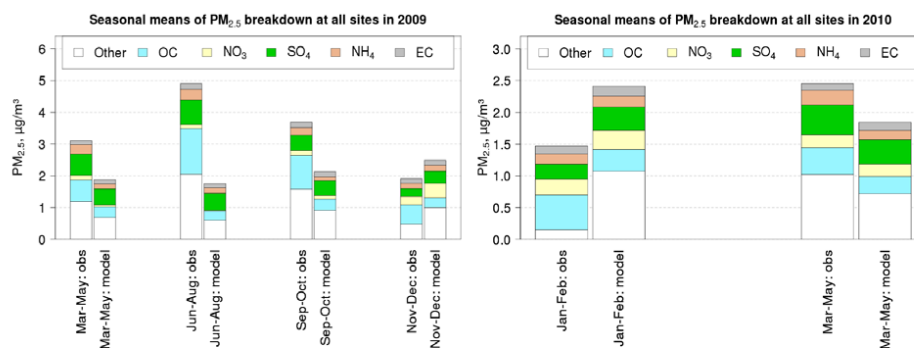 Seasonal means of PM₂.₅ breakdown at all sites in 2009
Other OC NO₃ SO₄ NH₄ EC
PM₂.₅, µg/m³
6
5
4
3
2
1
0
Mar-May: obs
Mar-May: model
Jun-Aug: obs
Jun-Aug: model
Sep-Oct: obs
Sep-Oct: model
Nov-Dec: obs
Nov-Dec: model
Seasonal means of PM₂.₅ breakdown at all sites in 2010
Other OC NO₃ SO₄ NH₄ EC
PM₂.₅, µg/m³
3.0
2.5
2.0
1.5
1.0
0.5
0.0
Jan-Feb: obs
Jan-Feb: model
Mar-May: obs
Mar-May: model